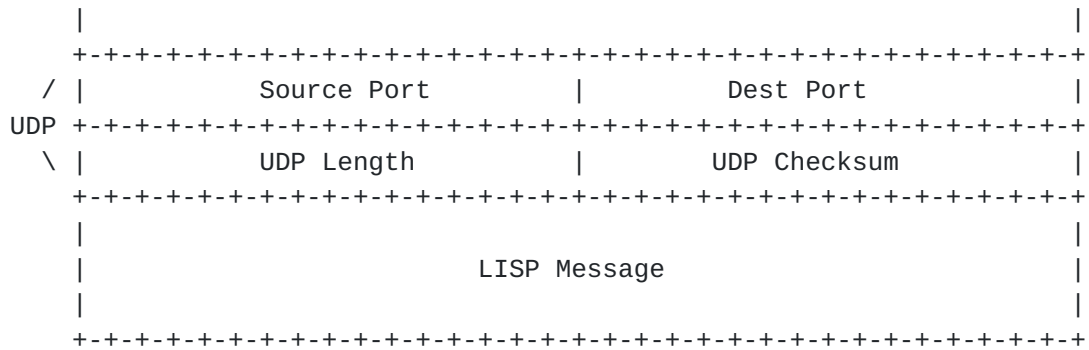 |                                                               |
+-+-+-+-+-+-+-+-+-+-+-+-+-+-+-+-+-+-+-+-+-+-+-+-+-+-+-+-+-+-+-+-+
/ |           Source Port         |         Dest Port             |
UDP +-+-+-+-+-+-+-+-+-+-+-+-+-+-+-+-+-+-+-+-+-+-+-+-+-+-+-+-+-+-+-+-+
\ |           UDP Length          |        UDP Checksum           |
+-+-+-+-+-+-+-+-+-+-+-+-+-+-+-+-+-+-+-+-+-+-+-+-+-+-+-+-+-+-+-+-+
|                                                               |
|                         LISP Message                          |
|                                                               |
+-+-+-+-+-+-+-+-+-+-+-+-+-+-+-+-+-+-+-+-+-+-+-+-+-+-+-+-+-+-+-+-+